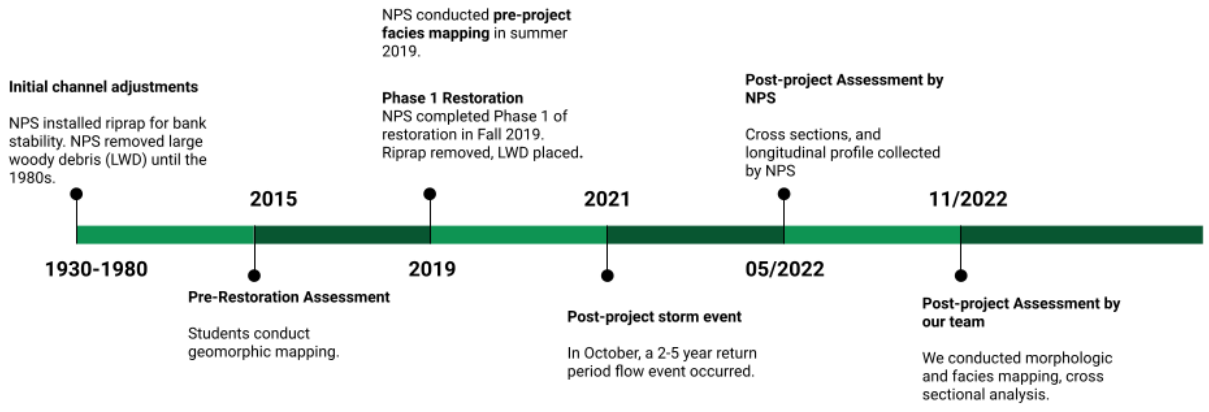 Initial channel adjustments
NPS installed riprap for bank
stability. NPS removed large
woody debris (LWD) until the
1980s.
1930-1980
2015
Pre-Restoration Assessment
Students conduct
geomorphic mapping.
NPS conducted pre-project
facies mapping in summer
2019.
Phase 1 Restoration
NPS completed Phase 1 of
restoration in Fall 2019.
Riprap removed, LWD placed.
2019
2021
Post-project storm event
In October, a 2-5 year return
period flow event occurred.
Post-project Assessment by
NPS
Cross sections, and
longitudinal profile collected
by NPS
05/2022
11/2022
Post-project Assessment by
our team
We conducted morphologic
and facies mapping, cross
sectional analysis.